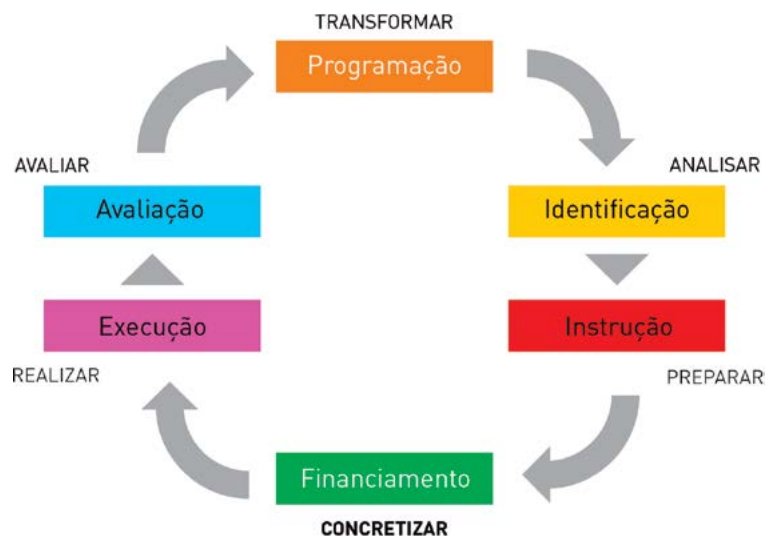 TRANSFORMAR
Programação
ANALISAR
Identificação
Instrução
PREPARAR
Financiamento
CONCRETIZAR
Execução
REALIZAR
AVALIAR
Avaliação